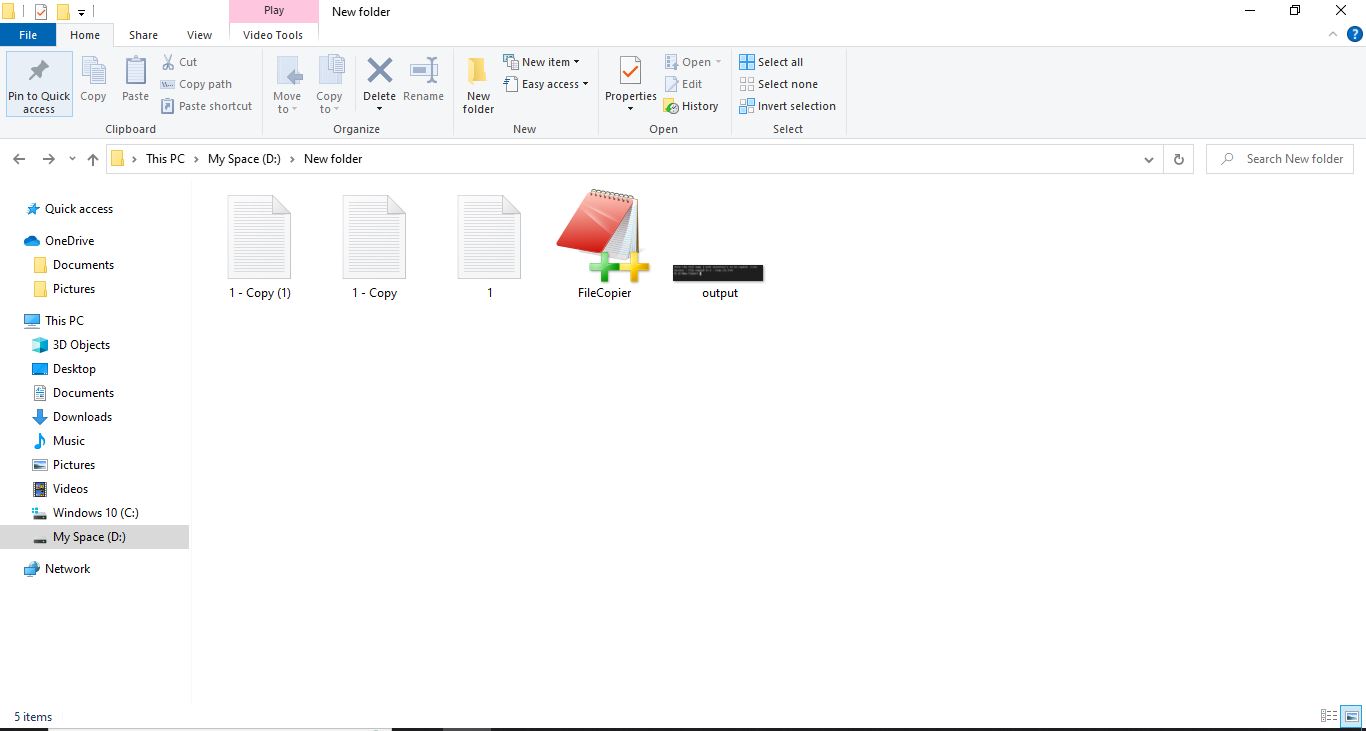 Play
New folder
File
Home
Share
View
Video Tools
Pin to Quick access
Copy
Paste
Cut
Copy path
Paste shortcut
Clipboard
Move to
Copy to
Delete
Rename
Organize
New folder
New item
Easy access
New
Properties
Open
Edit
History
Open
Select all
Select none
Invert selection
Select
This PC > My Space (D:) > New folder
Search New folder
Quick access
OneDrive
Documents
Pictures
This PC
3D Objects
Desktop
Documents
Downloads
Music
Pictures
Videos
Windows 10 (C:)
My Space (D:)
Network
1 - Copy (1)
1 - Copy
1
FileCopier
output
5 items